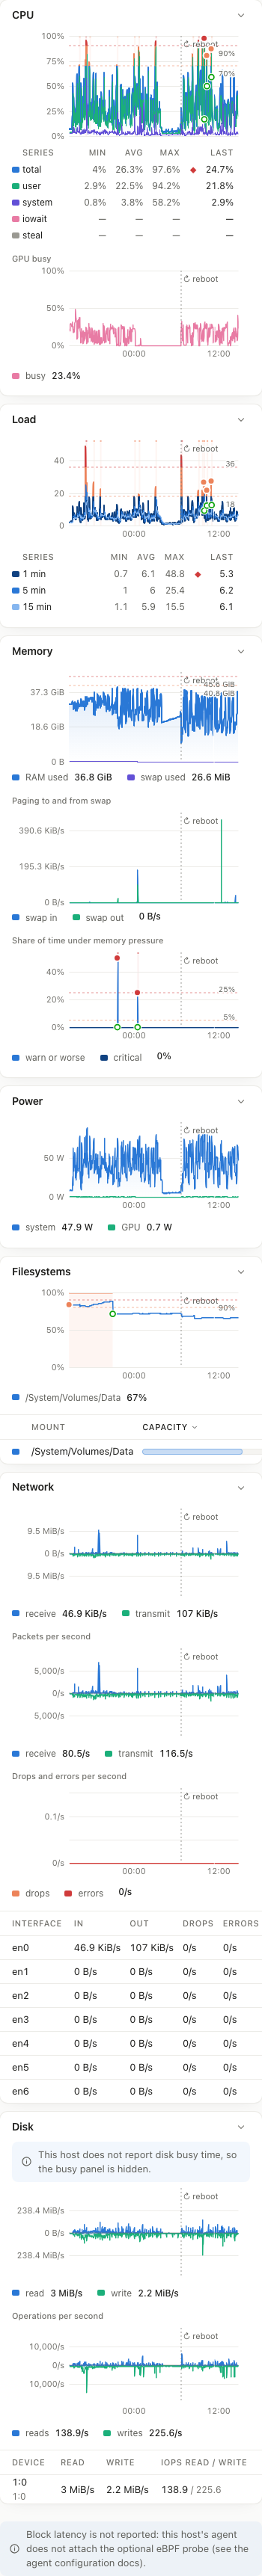 CPU
100%
75%
50%
25%
0%
reboot
90%
70%
SERIES MIN AVG MAX LAST
total 4% 26.3% 97.6% 24.7%
user 2.9% 22.5% 94.2% 21.8%
system 0.8% 3.8% 58.2% 2.9%
iowait — — — —
steal — — — —
GPU busy
100%
50%
0%
reboot
00:00 12:00
busy 23.4%
Load
40
20
0
reboot
36
18
00:00 12:00
SERIES MIN AVG MAX LAST
1 min 0.7 6.1 48.8 5.3
5 min 1 6 25.4 6.2
15 min 1.1 5.9 15.5 6.1
Memory
37.3 GiB
18.6 GiB
0 B
reboot
45.6 GiB
40.8 GiB
RAM used 36.8 GiB swap used 26.6 MiB
Paging to and from swap
390.6 KiB/s
195.3 KiB/s
0 B/s
reboot
swap in swap out 0 B/s
Share of time under memory pressure
40%
20%
0%
reboot
25%
5%
00:00 12:00
warn or worse critical 0%
Power
50 W
0 W
reboot
00:00 12:00
system 47.9 W GPU 0.7 W
Filesystems
100%
50%
0%
reboot
90%
00:00 12:00
/System/Volumes/Data 67%
MOUNT CAPACITY
/System/Volumes/Data
Network
9.5 MiB/s
0 B/s
9.5 MiB/s
reboot
receive 46.9 KiB/s transmit 107 KiB/s
Packets per second
5,000/s
0/s
5,000/s
reboot
receive 80.5/s transmit 116.5/s
Drops and errors per second
0.1/s
0/s
reboot
00:00 12:00
drops errors 0/s
INTERFACE IN OUT DROPS ERRORS
en0 46.9 KiB/s 107 KiB/s 0/s 0/s
en1 0 B/s 0 B/s 0/s 0/s
en2 0 B/s 0 B/s 0/s 0/s
en3 0 B/s 0 B/s 0/s 0/s
en4 0 B/s 0 B/s 0/s 0/s
en5 0 B/s 0 B/s 0/s 0/s
en6 0 B/s 0 B/s 0/s 0/s
Disk
This host does not report disk busy time, so
the busy panel is hidden.
238.4 MiB/s
0 B/s
238.4 MiB/s
reboot
read 3 MiB/s write 2.2 MiB/s
Operations per second
10,000/s
0/s
10,000/s
reboot
00:00 12:00
reads 138.9/s writes 225.6/s
DEVICE READ WRITE IOPS READ / WRITE
1:0
1:0
3 MiB/s 2.2 MiB/s 138.9 / 225.6
Block latency is not reported: this host's agent
does not attach the optional eBPF probe (see the
agent configuration docs).